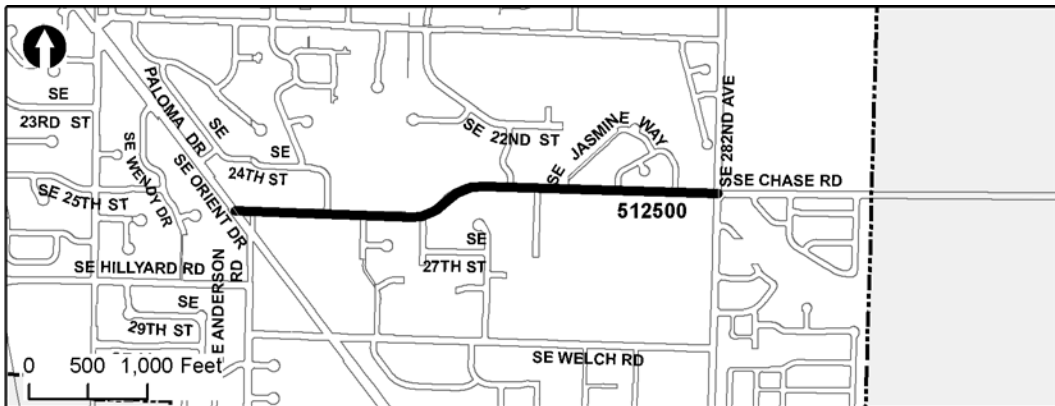 SE
23RD ST
PALOMA DR
SE
SE
24TH ST
SE WENDY DR
SE ORIENT DR
SE 25TH ST
SE HILLYARD RD
SE
29TH ST
E ANDERSON RD
SE 22ND ST
SE JASMINE WAY
SE 282ND AVE
SE CHASE RD
512500
SE
27TH ST
SE WELCH RD
0 500 1,000 Feet